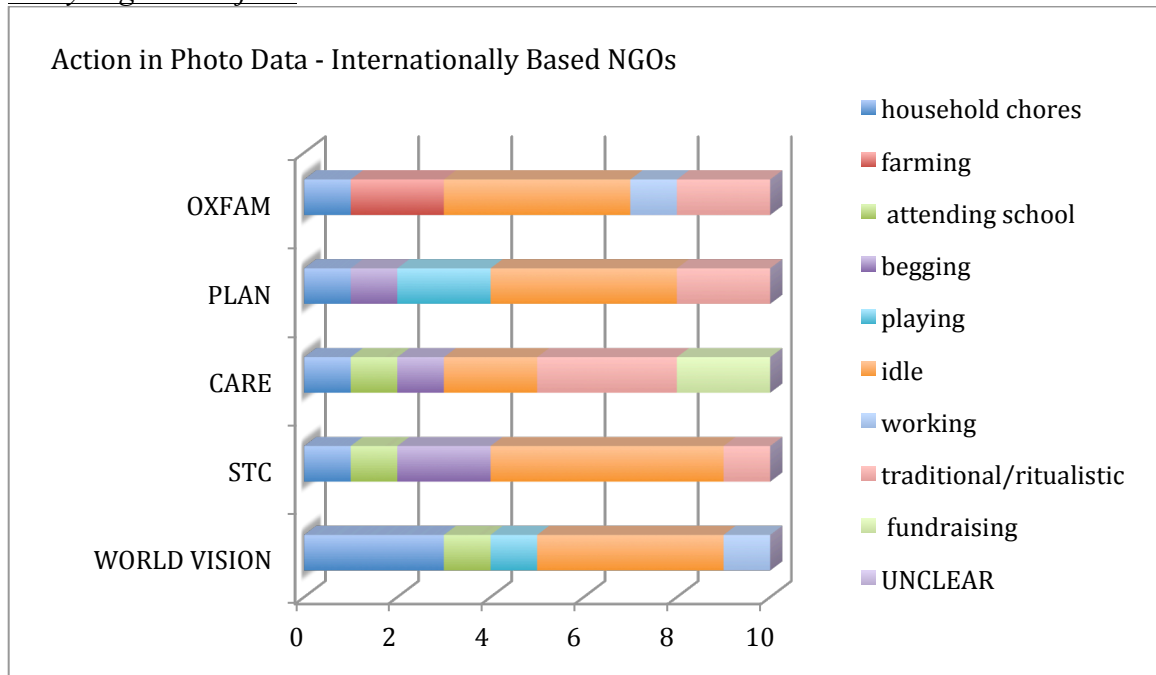 Action in Photo Data - Internationally Based NGOs
household chores
farming
attending school
begging
playing
idle
working
traditional/ritualistic
fundraising
UNCLEAR
OXFAM
PLAN
CARE
STC
WORLD VISION
0 2 4 6 8 10